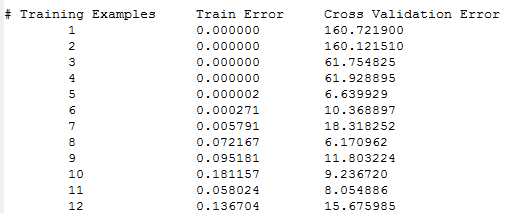 # Training Examples Train Error Cross Validation Error
1 0.000000 160.721900
2 0.000000 160.121510
3 0.000000 61.754825
4 0.000000 61.928895
5 0.000002 6.639929
6 0.000271 10.368897
7 0.005791 18.318252
8 0.072167 6.170962
9 0.095181 11.803224
10 0.181157 9.236720
11 0.058024 8.054886
12 0.136704 15.675985